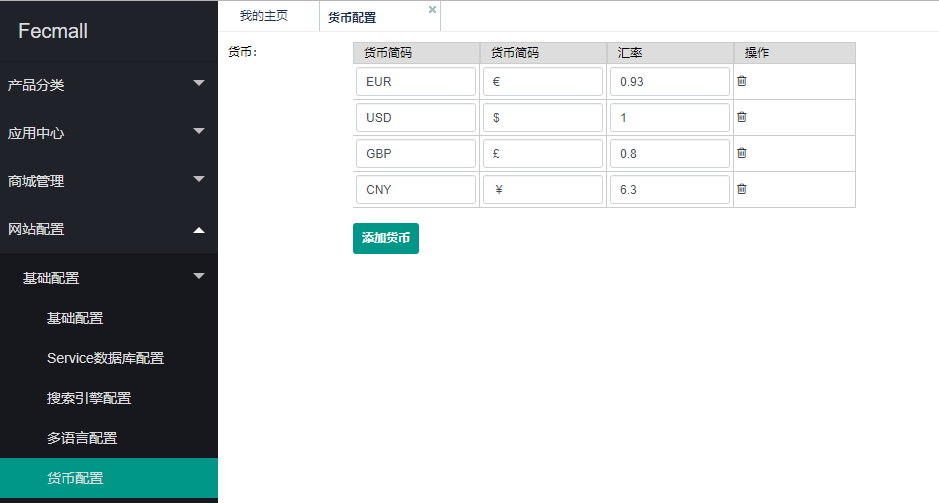 Fecmall
产品分类
应用中心
商城管理
网站配置
基础配置
基础配置
Service数据库配置
搜索引擎配置
多语言配置
货币配置
我的主页 货币配置
货币：
货币简码 货币简码 汇率 操作
EUR € 0.93
USD $ 1
GBP £ 0.8
CNY ￥ 6.3
添加货币